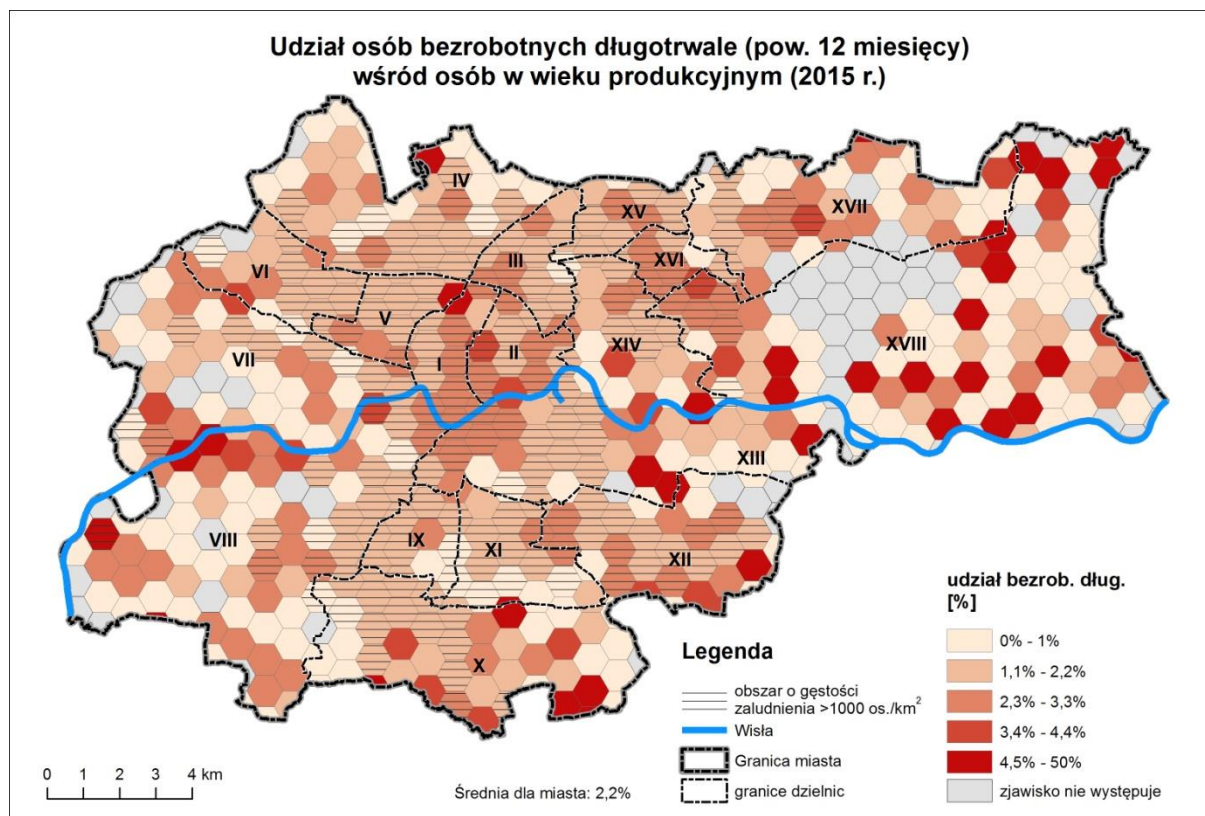 Udział osób bezrobotnych długotrwale (pow. 12 miesięcy)
wśród osób w wieku produkcyjnym (2015 r.)
IV
XV
XVII
VI
III
XVI
V
I
II
XIV
XVIII
VII
XIII
VIII
IX
XI
XII
X
udział bezrob. dług.
[%]
0% - 1%
1,1% - 2,2%
2,3% - 3,3%
3,4% - 4,4%
4,5% - 50%
zjawisko nie występuje
Legenda
obszar o gęstości
zaludnienia >1000 os./km²
Wisła
Granica miasta
granice dzielnic
0 1 2 4 km
Średnia dla miasta: 2,2%